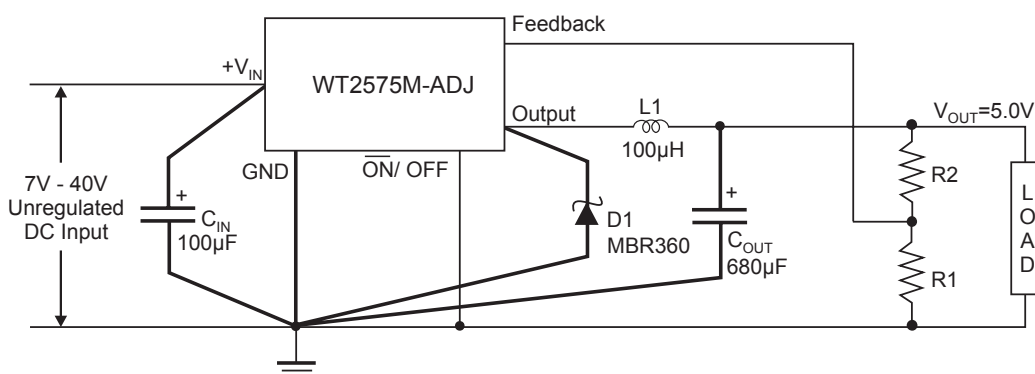 Feedback
+VIN
WT2575M-ADJ
Output
L1
100µH
VOUT=5.0V
GND
ON/ OFF
7V - 40V
Unregulated
DC Input
+
CIN
100µF
D1
MBR360
+
COUT
680µF
R2
R1
LOAD